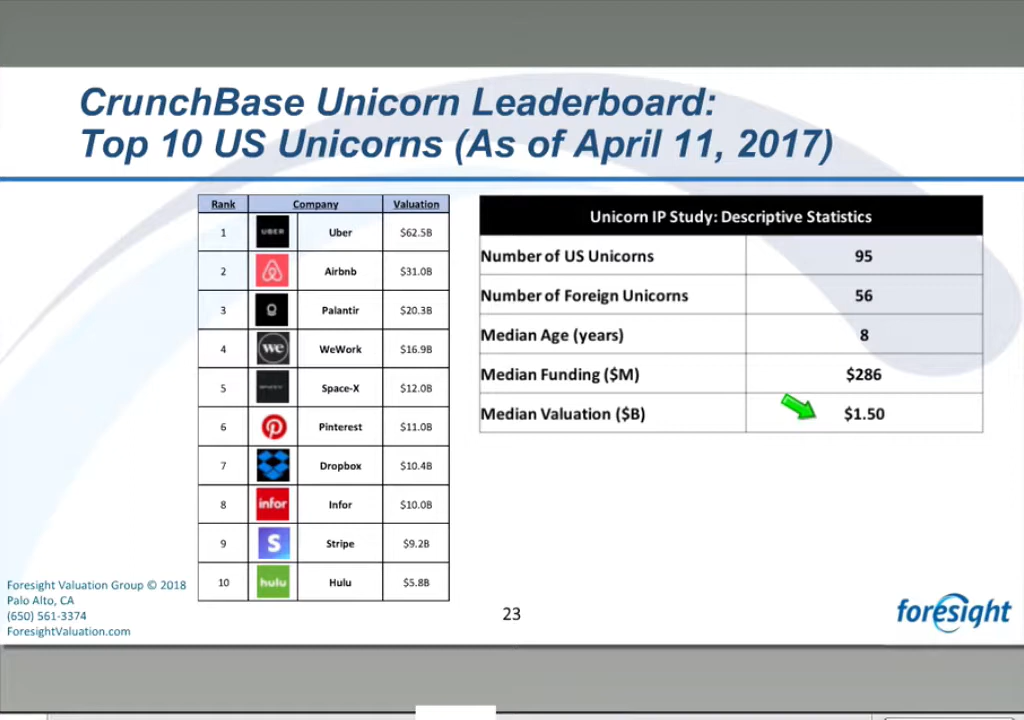 CrunchBase Unicorn Leaderboard:
Top 10 US Unicorns (As of April 11, 2017)
Rank Company Valuation
1 UBER Uber $62.5B
2 Airbnb $31.0B
3 Palantir $20.3B
4 we WeWork $16.9B
5 Space-X $12.0B
6 Pinterest $11.0B
7 Dropbox $10.4B
8 infor Infor $10.0B
9 S Stripe $9.2B
10 hulu Hulu $5.8B
Unicorn IP Study: Descriptive Statistics
Number of US Unicorns 95
Number of Foreign Unicorns 56
Median Age (years) 8
Median Funding ($M) $286
Median Valuation ($B) $1.50
Foresight Valuation Group © 2018
Palo Alto, CA
(650) 561-3374
ForesightValuation.com
23
foresight